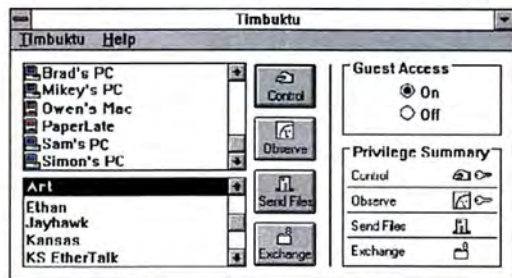 Timbuktu
Timbuktu Help
Brad's PC
Mikey's PC
Owen's Mac
PaperLate
Sam's PC
Simon's PC
Art
Ethan
Jayhawk
Kansas
KS EtherTalk
Control
Observe
Send Files
Exchange
Guest Access
On
Off
Privilege Summary
Control
Observe
Send Files
Exchange